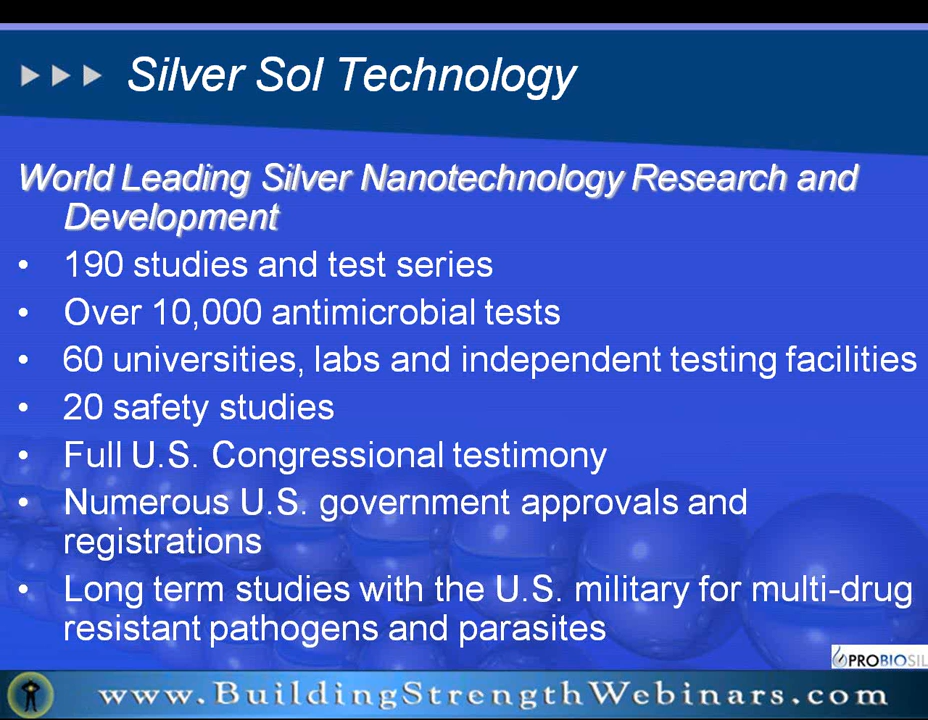 Silver Sol Technology
World Leading Silver Nanotechnology Research and
Development
• 190 studies and test series
• Over 10,000 antimicrobial tests
• 60 universities, labs and independent testing facilities
• 20 safety studies
• Full U.S. Congressional testimony
• Numerous U.S. government approvals and
registrations
• Long term studies with the U.S. military for multi-drug
resistant pathogens and parasites
PROBIOSIL
www.BuildingStrengthWebinars.com